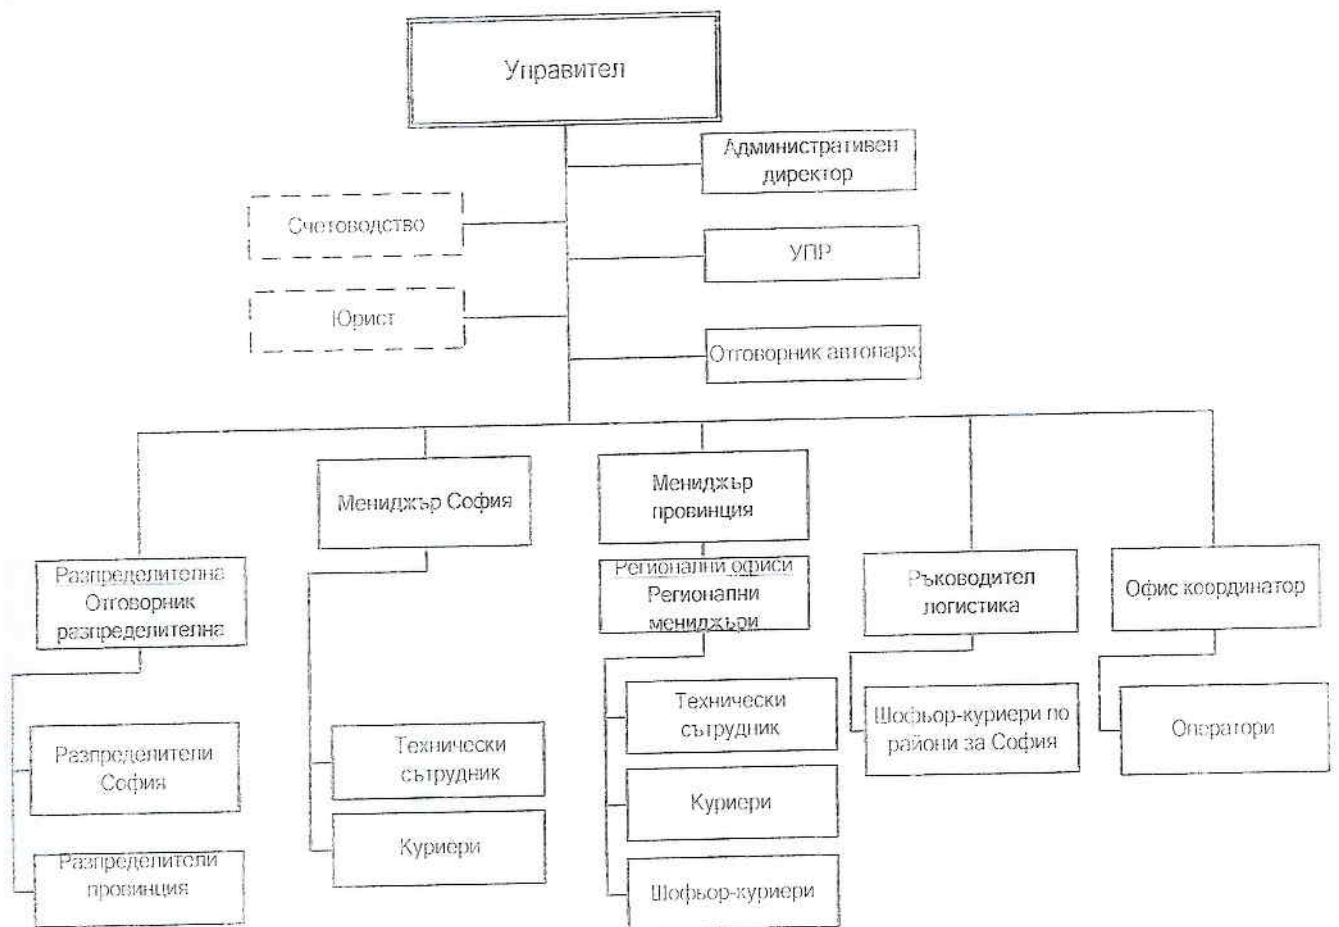 Управител
Административен
директор
Счетоводство
УПР
Юрист
Отговорник автопарк
Мениджър София
Мениджър
провинция
Разпределителна
Отговорник
разпределителна
Регионални офиси
Регионални
мениджъри
Ръководител
логистика
Офис координатор
Разпределители
София
Разпределители
провинция
Технически
сътрудник
Куриери
Технически
сътрудник
Куриери
Шофьор-куриери
Шофьор-куриери по
райони за София
Оператори